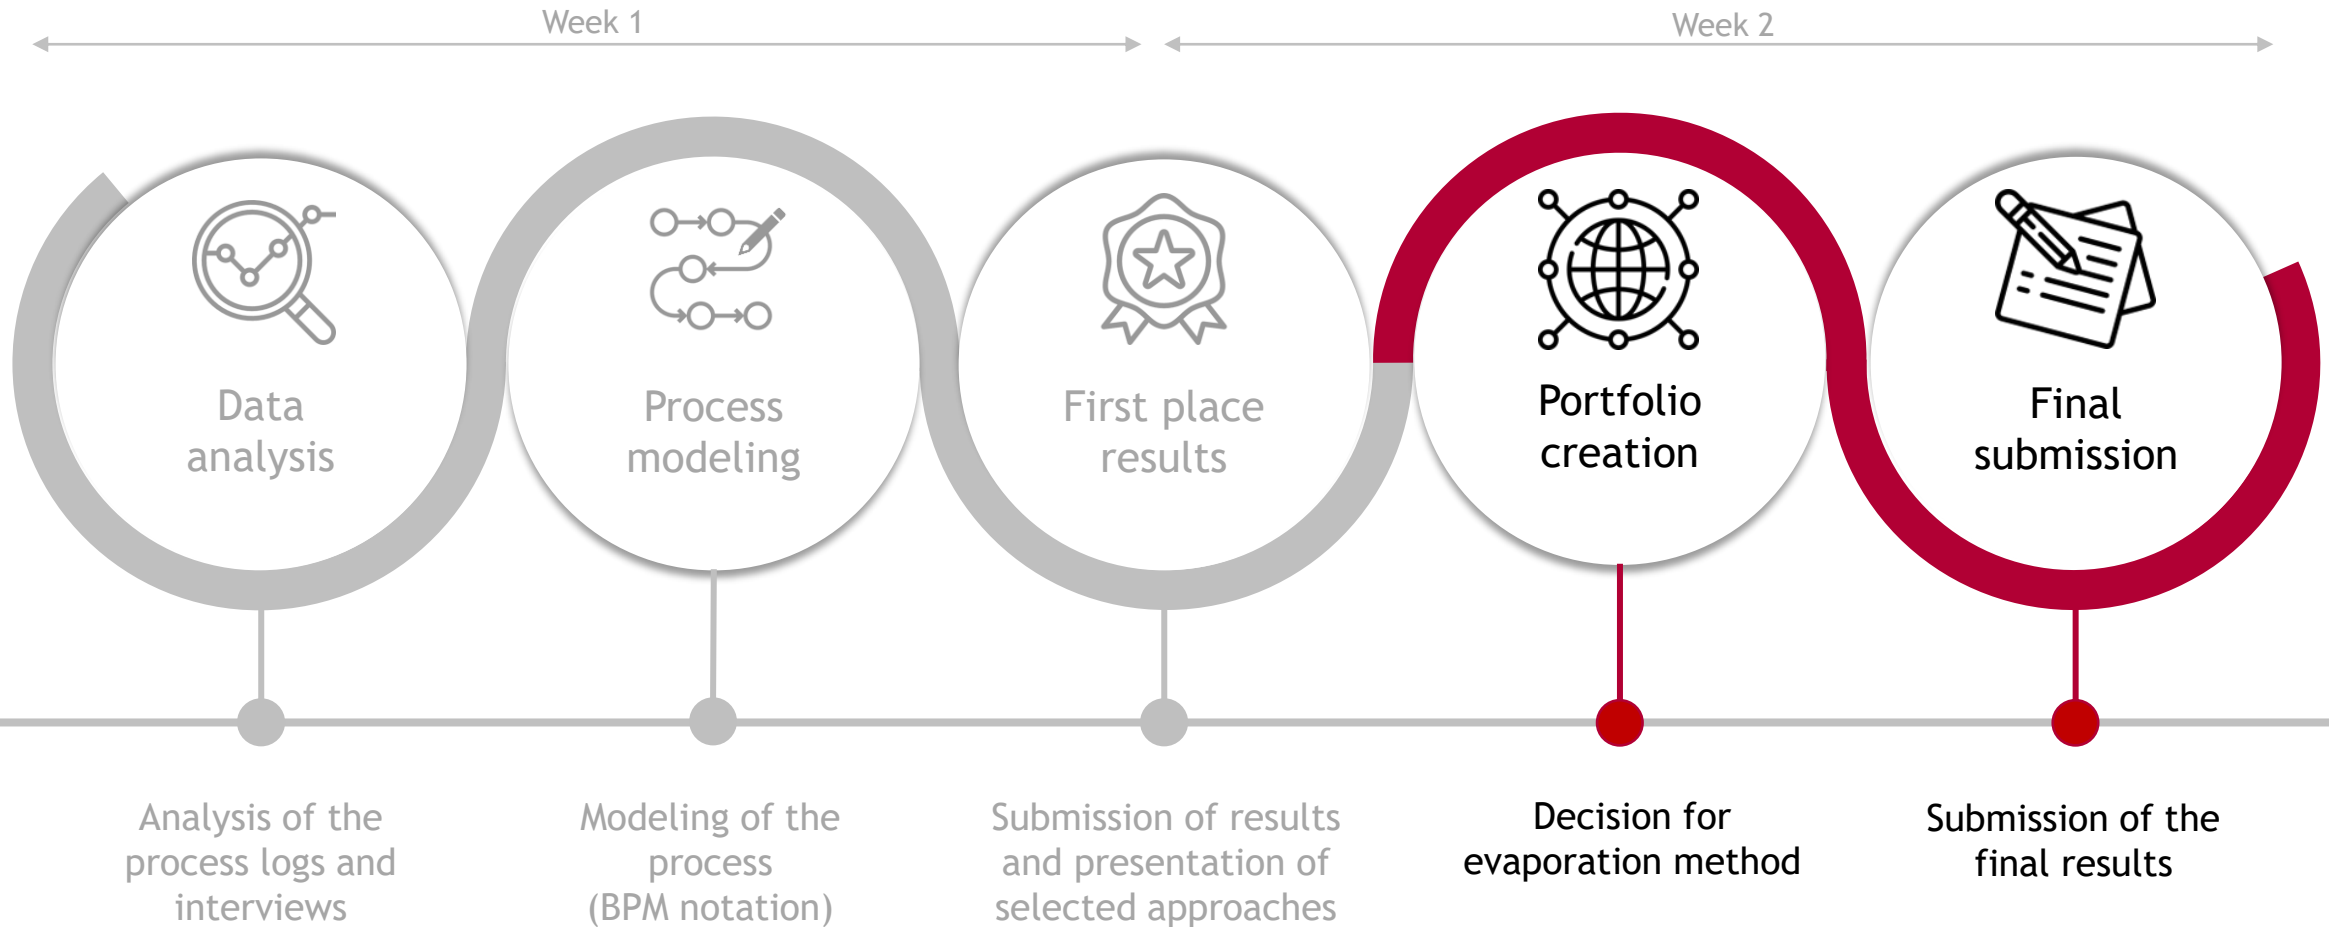 Week 1
Week 2
Data
analysis
Process
modeling
First place
results
Portfolio
creation
Final
submission
Analysis of the
process logs and
interviews
Modeling of the
process
(BPM notation)
Submission of results
and presentation of
selected approaches
Decision for
evaporation method
Submission of the
final results